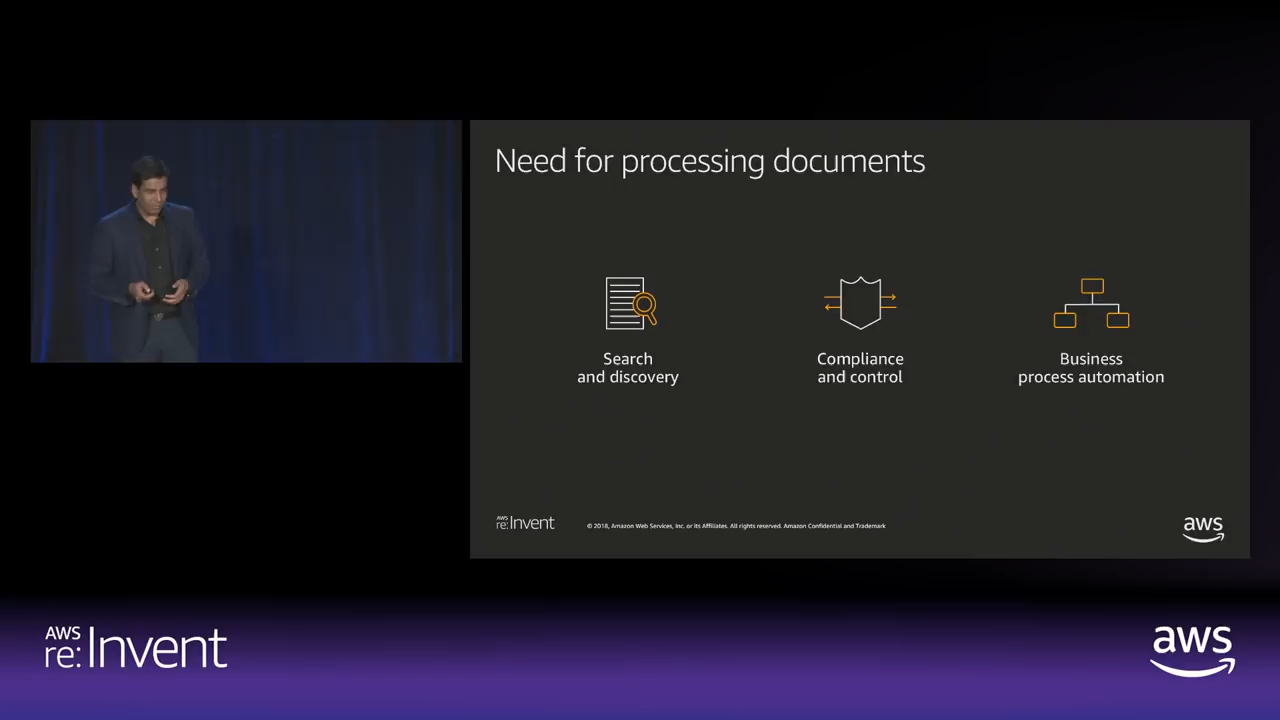 Need for processing documents
Search
and discovery
Compliance
and control
Business
process automation
AWS
re:Invent
© 2018, Amazon Web Services, Inc. or its Affiliates. All rights reserved. Amazon Confidential and Trademark
aws
AWS
re:Invent
aws